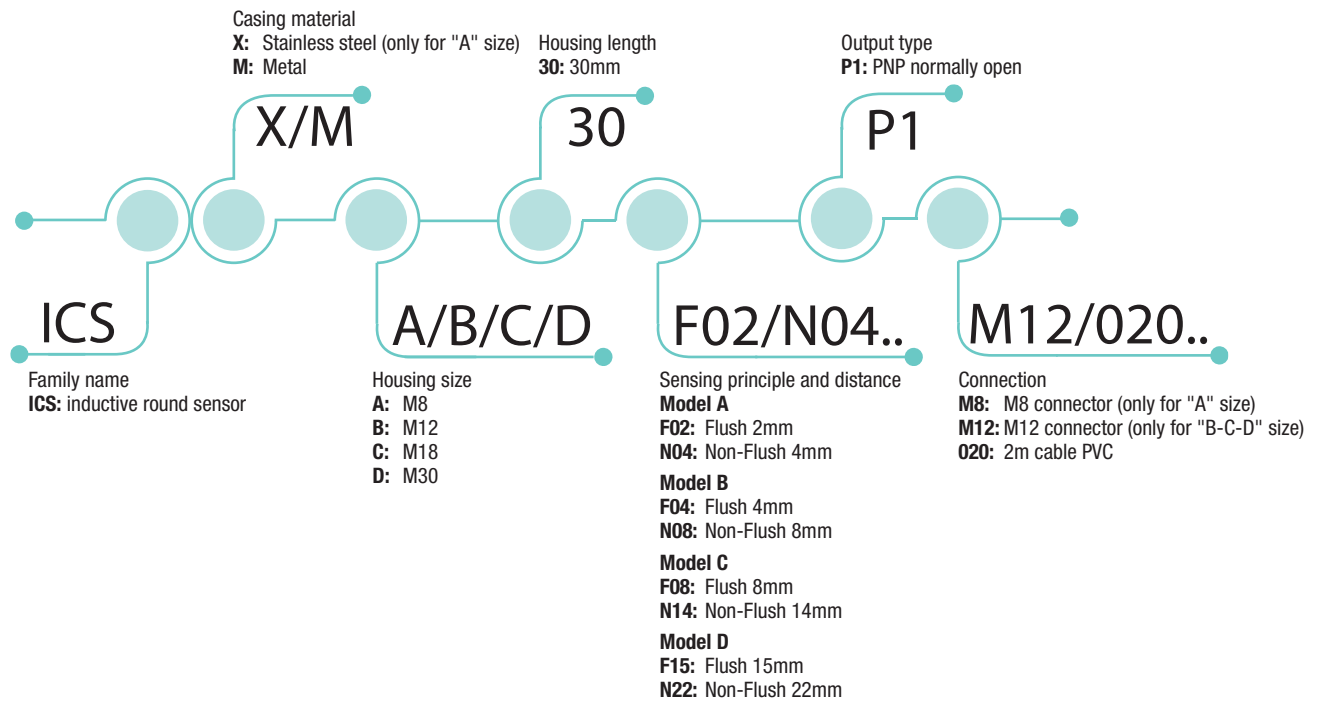 Casing material
X: Stainless steel (only for "A" size)
M: Metal
Housing length
30: 30mm
Output type
P1: PNP normally open
X/M
30
P1
ICS
A/B/C/D
F02/N04..
M12/020..
Family name
ICS: inductive round sensor
Housing size
A: M8
B: M12
C: M18
D: M30
Sensing principle and distance
Model A
F02: Flush 2mm
N04: Non-Flush 4mm
Model B
F04: Flush 4mm
N08: Non-Flush 8mm
Model C
F08: Flush 8mm
N14: Non-Flush 14mm
Model D
F15: Flush 15mm
N22: Non-Flush 22mm
Connection
M8: M8 connector (only for "A" size)
M12: M12 connector (only for "B-C-D" size)
020: 2m cable PVC